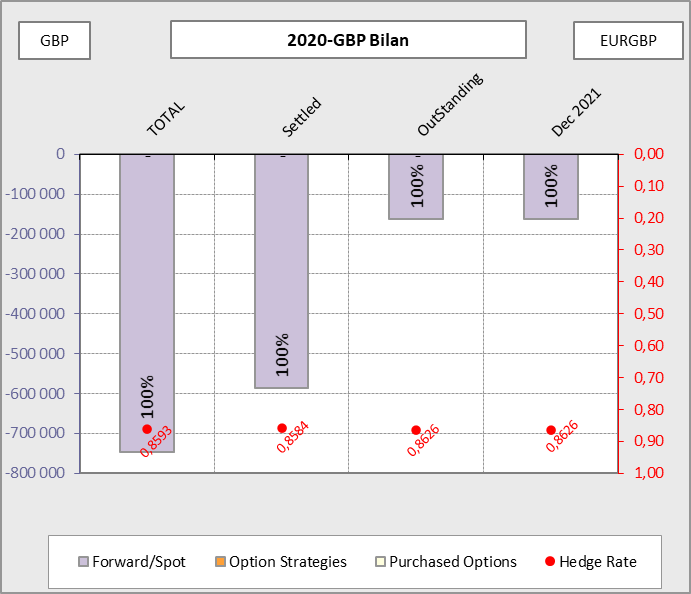 GBP
2020-GBP Bilan
EURGBP
TOTAL
Settled
OutStanding
Dec 2021
0
-100 000
-200 000
-300 000
-400 000
-500 000
-600 000
-700 000
-800 000
100%
100%
100%
100%
0,8593
0,8584
0,8626
0,8626
0,00
0,10
0,20
0,30
0,40
0,50
0,60
0,70
0,80
0,90
1,00
Forward/Spot
Option Strategies
Purchased Options
Hedge Rate